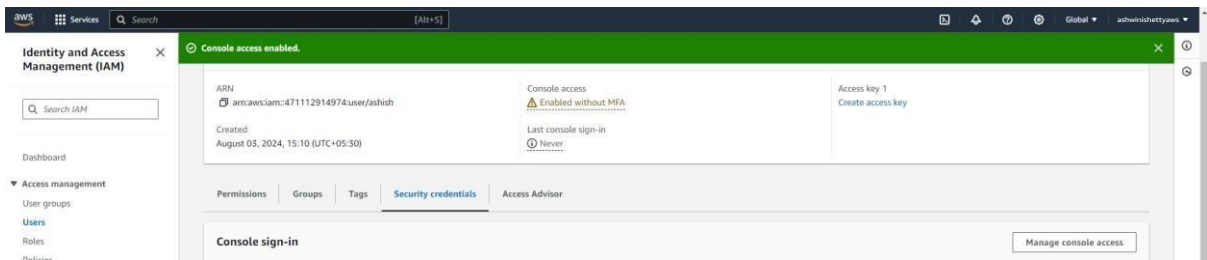 aws Services Search [Alt+S] Global ashwinishettyaws
Identity and Access
Management (IAM)
Search IAM
Dashboard
Access management
User groups
Users
Roles
Policies
Console access enabled.
ARN
arn:aws:iam::471112914974:user/ashish
Created
August 03, 2024, 15:10 (UTC+05:30)
Console access
Enabled without MFA
Last console sign-in
Never
Access key 1
Create access key
Permissions Groups Tags Security credentials Access Advisor
Console sign-in
Manage console access